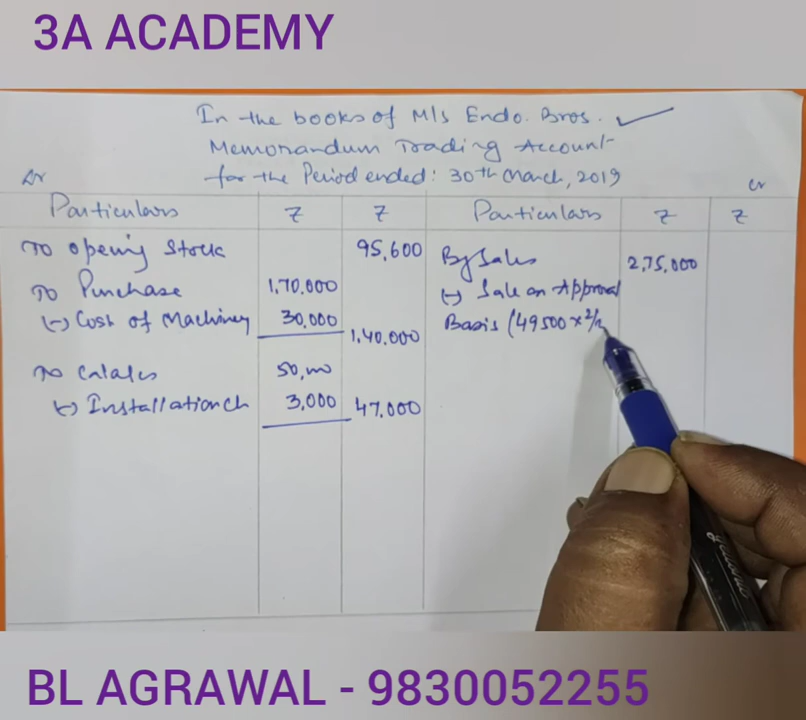 3A ACADEMY
In the books of M/s Endo. Bros.
Memorandum Trading Account
for the Period ended: 30th March, 2019
Dr
Cr
Particulars ₹ ₹ Particulars ₹ ₹
To Opening Stock 95,600 By Sales 2,75,000
To Purchase 1,70,000 (-) Sale on Approval
(-) Cost of Machinery 30,000 1,40,000 Basis (49500 x 2/
To 50,000
(-) Installation ch 3,000 47,000
BL AGRAWAL - 9830052255